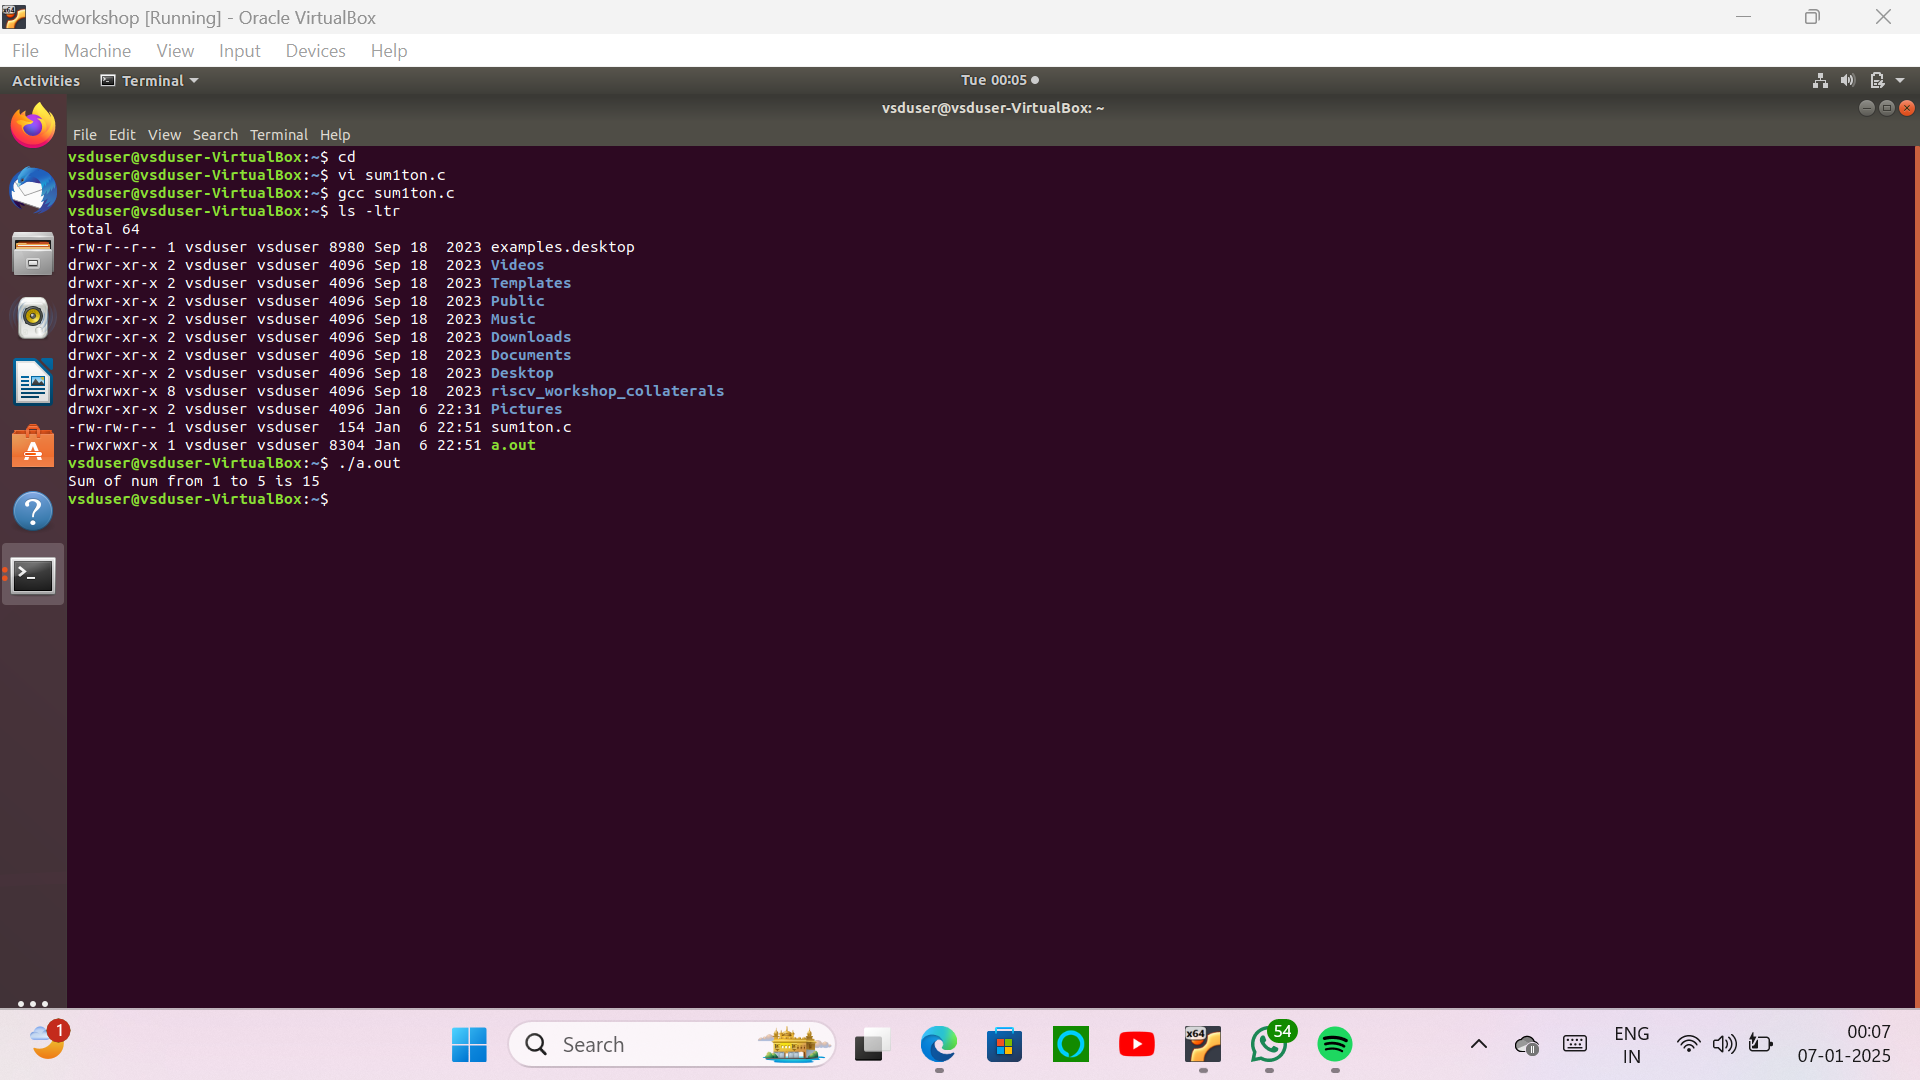 vsdworkshop [Running] - Oracle VirtualBox
File Machine View Input Devices Help
Activities Terminal Tue 00:05
vsduser@vsduser-VirtualBox: ~
File Edit View Search Terminal Help
vsduser@vsduser-VirtualBox:~$ cd
vsduser@vsduser-VirtualBox:~$ vi sum1ton.c
vsduser@vsduser-VirtualBox:~$ gcc sum1ton.c
vsduser@vsduser-VirtualBox:~$ ls -ltr
total 64
-rw-r--r-- 1 vsduser vsduser 8980 Sep 18  2023 examples.desktop
drwxr-xr-x 2 vsduser vsduser 4096 Sep 18  2023 Videos
drwxr-xr-x 2 vsduser vsduser 4096 Sep 18  2023 Templates
drwxr-xr-x 2 vsduser vsduser 4096 Sep 18  2023 Public
drwxr-xr-x 2 vsduser vsduser 4096 Sep 18  2023 Music
drwxr-xr-x 2 vsduser vsduser 4096 Sep 18  2023 Downloads
drwxr-xr-x 2 vsduser vsduser 4096 Sep 18  2023 Documents
drwxr-xr-x 2 vsduser vsduser 4096 Sep 18  2023 Desktop
drwxrwxr-x 8 vsduser vsduser 4096 Sep 18  2023 riscv_workshop_collaterals
drwxr-xr-x 2 vsduser vsduser 4096 Jan  6 22:31 Pictures
-rw-rw-r-- 1 vsduser vsduser  154 Jan  6 22:51 sum1ton.c
-rwxrwxr-x 1 vsduser vsduser 8304 Jan  6 22:51 a.out
vsduser@vsduser-VirtualBox:~$ ./a.out
Sum of num from 1 to 5 is 15
vsduser@vsduser-VirtualBox:~$
1 Search x64 54 ENG 00:07
IN 07-01-2025